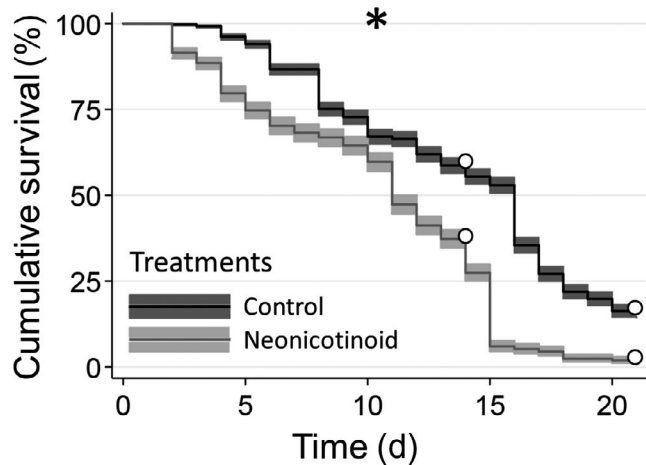 Cumulative survival (%)
100
75
50
25
0
*
Treatments
Control
Neonicotinoid
0 5 10 15 20
Time (d)